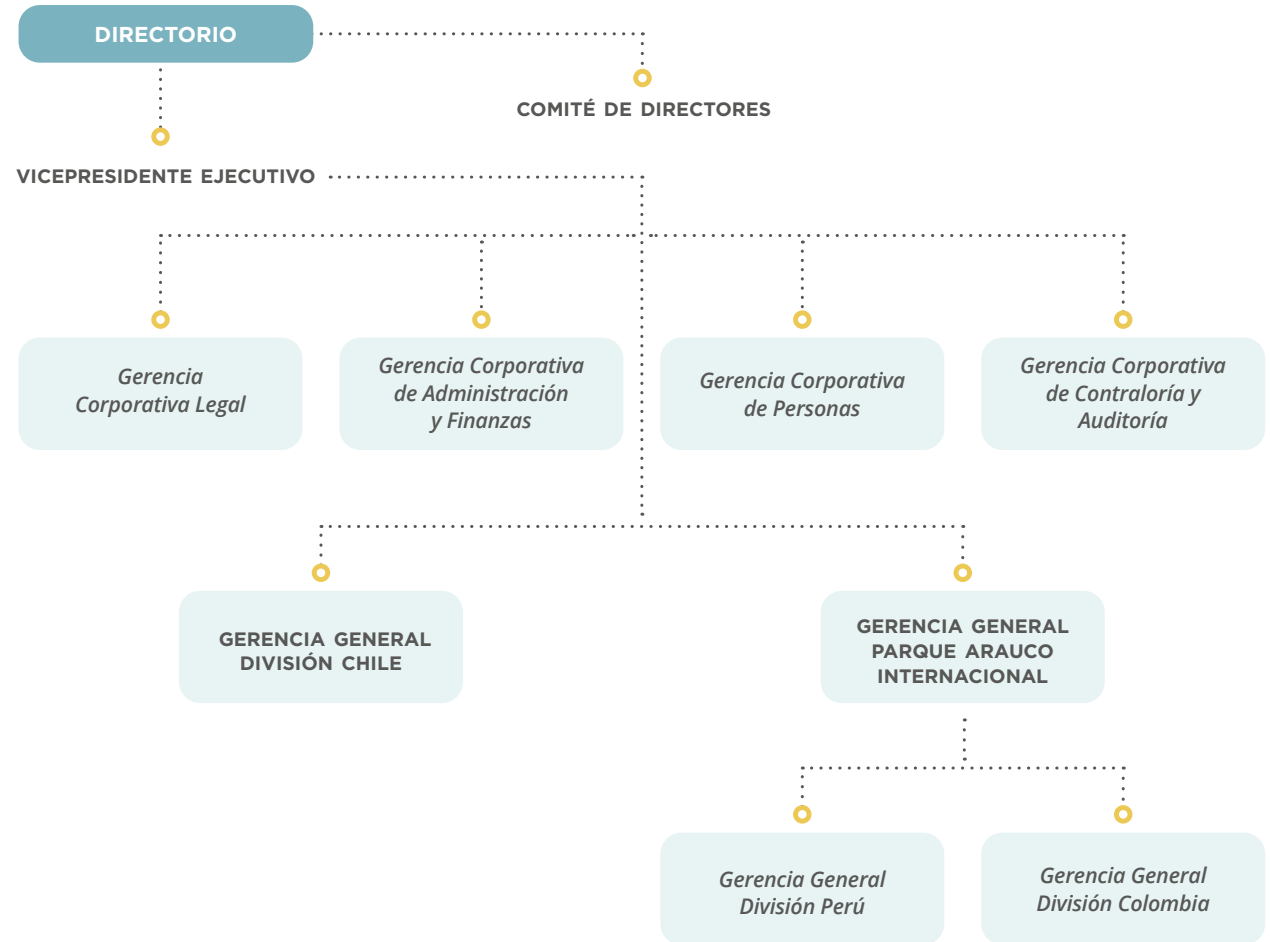 DIRECTORIO
COMITÉ DE DIRECTORES
VICEPRESIDENTE EJECUTIVO
Gerencia
Corporativa Legal
Gerencia Corporativa
de Administración
y Finanzas
Gerencia Corporativa
de Personas
Gerencia Corporativa
de Contraloría y
Auditoría
GERENCIA GENERAL
DIVISIÓN CHILE
GERENCIA GENERAL
PARQUE ARAUCO
INTERNACIONAL
Gerencia General
División Perú
Gerencia General
División Colombia